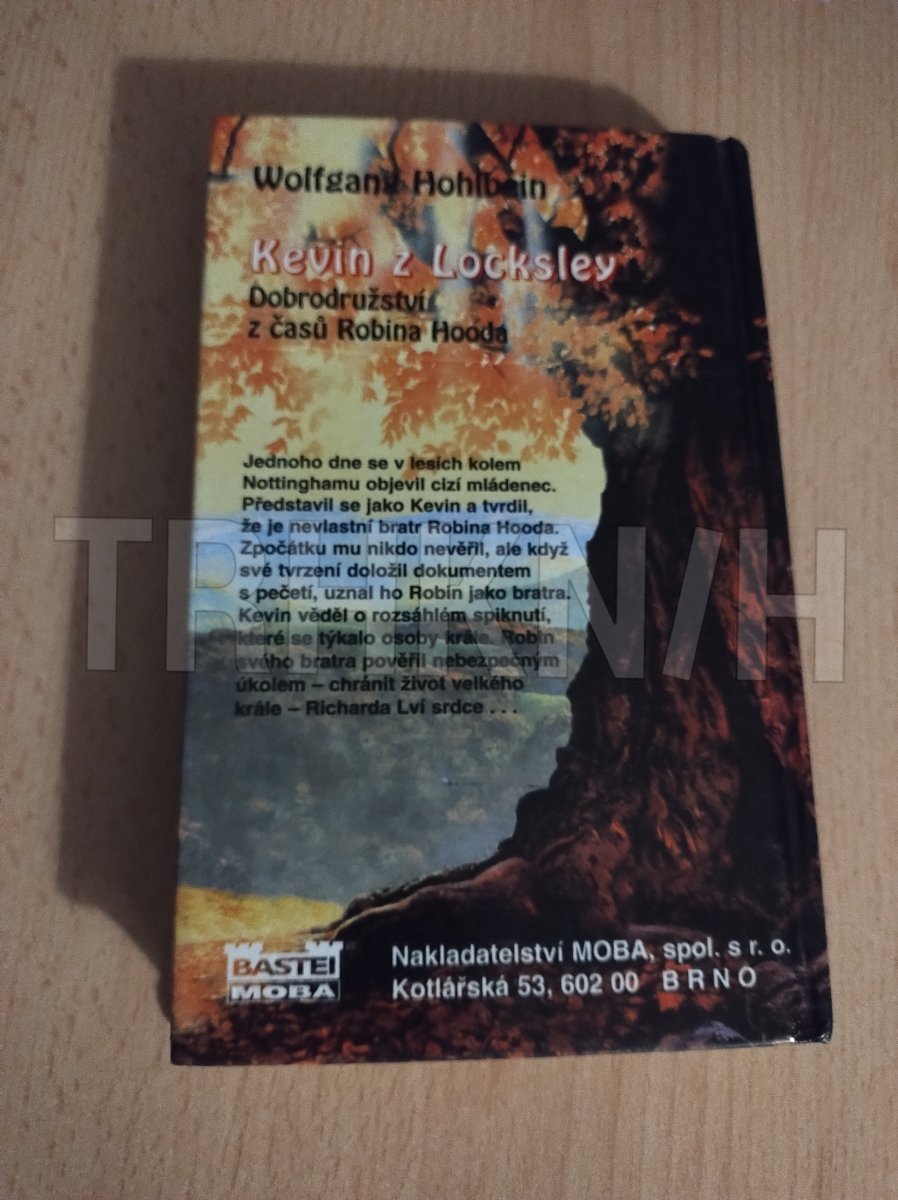 Wolfgang Hohlbein
Kevin z Locksley
Dobrodružství
z časů Robina Hooda
Jednoho dne se v lesích kolem
Nottinghamu objevil cizí mládenec.
Představil se jako Kevin a tvrdil,
že je nevlastní bratr Robina Hooda.
Zpočátku mu nikdo nevěřil, ale když
své tvrzení doložil dokumentem
s pečetí, uznal ho Robin jako bratra.
Kevin věděl o rozsáhlém spiknutí,
které se týkalo osoby krále. Robin
svého bratra pověřil nebezpečným
úkolem – chránit život velkého
krále – Richarda Lví srdce . . .
BASTEI
MOBA
Nakladatelství MOBA, spol. s r. o.
Kotlářská 53, 602 00 BRNO